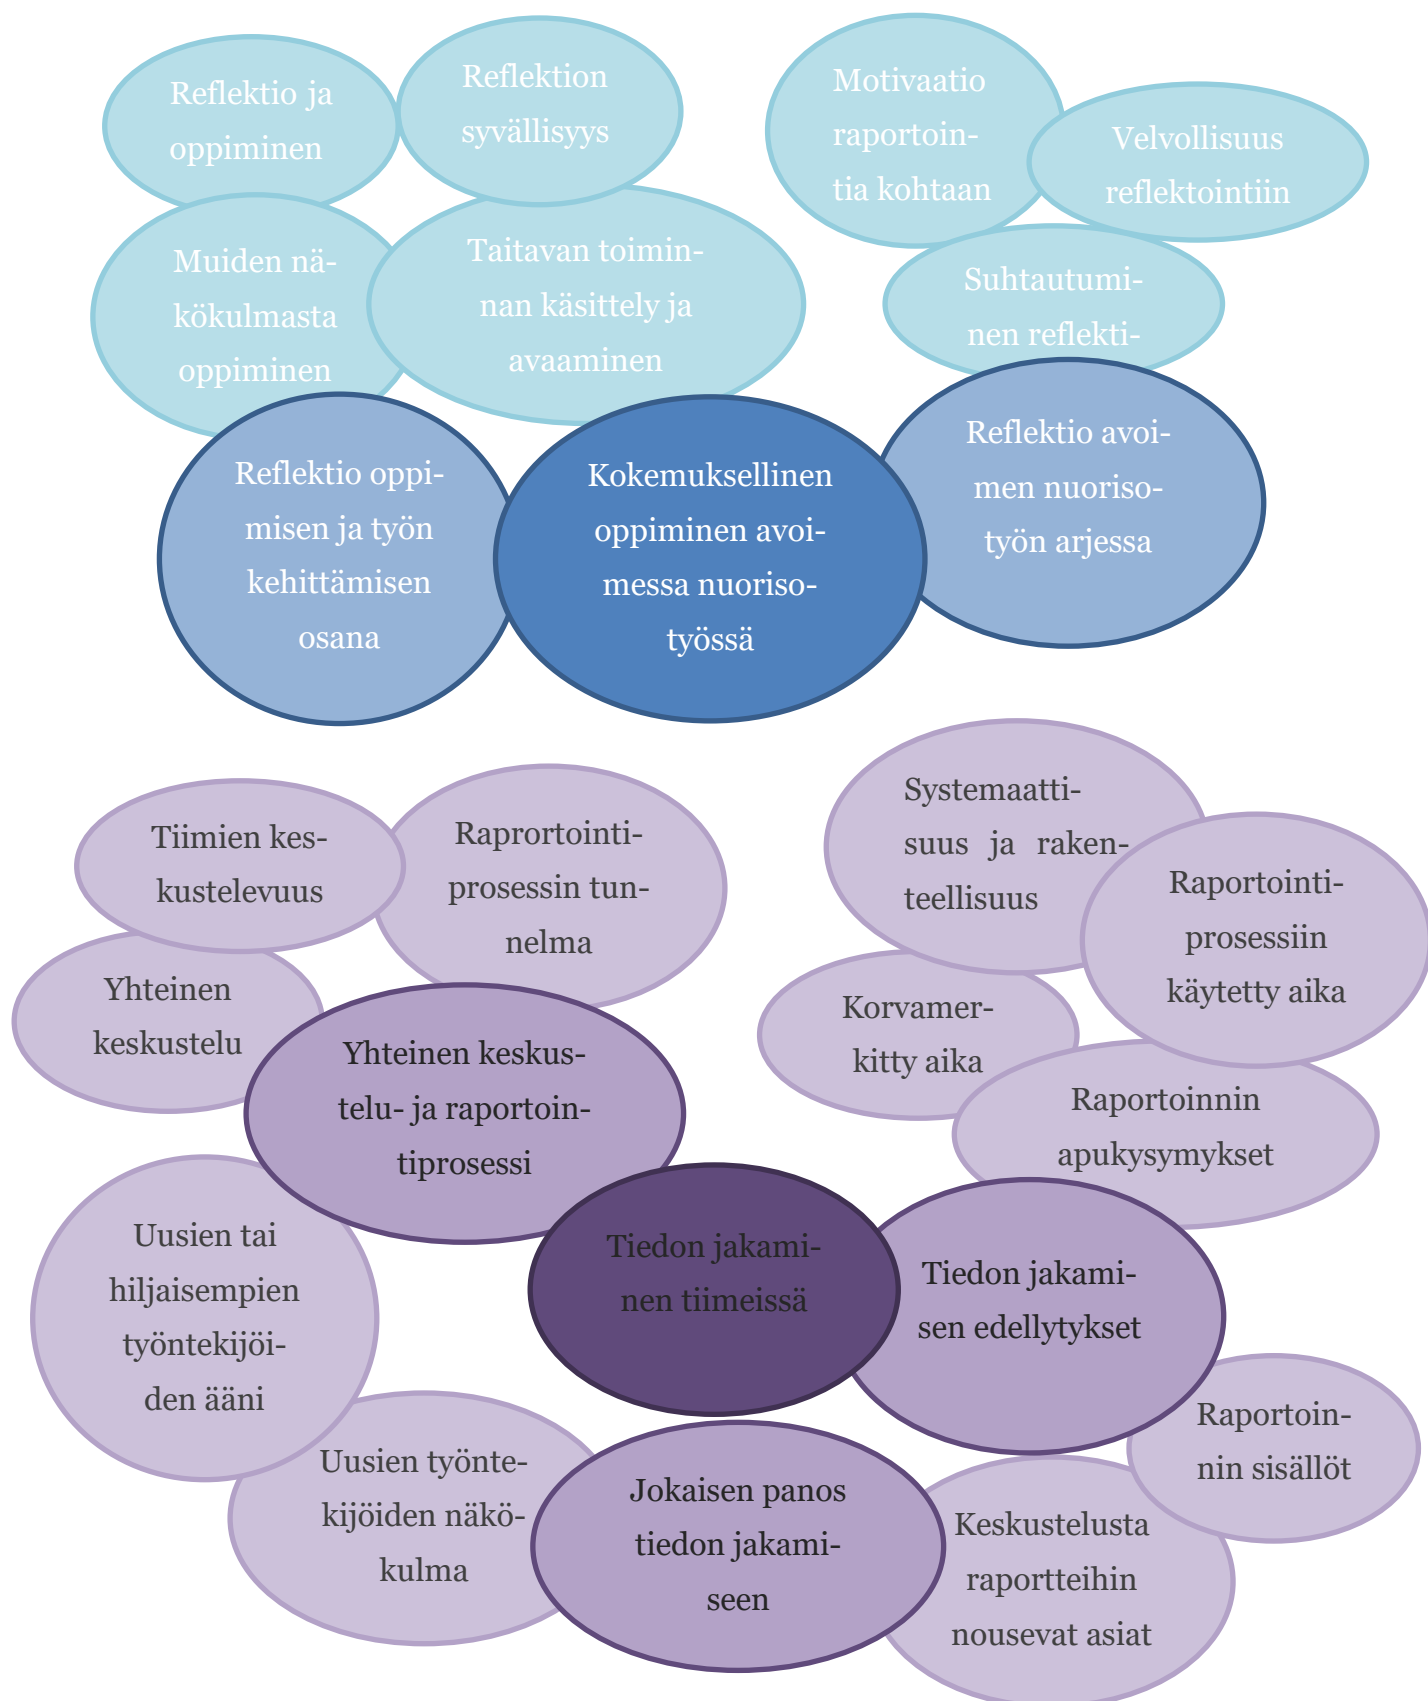 Reflektio ja
oppiminen
Reflektion
syvällisyys
Motivaatio
raportoin-
tia kohtaan
Velvollisuus
reflektointiin
Muiden nä-
kökulmasta
oppiminen
Taitavan toimin-
nan käsittely ja
avaaminen
Suhtautumi-
nen reflekti-
Reflektio oppi-
misen ja työn
kehittämisen
osana
Kokemuksellinen
oppiminen avoi-
messa nuoriso-
työssä
Reflektio avoi-
men nuoriso-
työn arjessa
Tiimien kes-
kustelevuus
Raprortointi-
prosessin tun-
nelma
Systemaatti-
suus ja raken-
teellisuus
Raportointi-
prosessiin
käytetty aika
Yhteinen
keskustelu
Korvamer-
kitty aika
Yhteinen keskus-
telu- ja raportoin-
tiprosessi
Raportoinnin
apukysymykset
Uusien tai
hiljaisempien
työntekijöi-
den ääni
Tiedon jakami-
nen tiimeissä
Tiedon jakami-
sen edellytykset
Uusien työnte-
kijöiden näkö-
kulma
Jokaisen panos
tiedon jakami-
seen
Raportoin-
nin sisällöt
Keskustelusta
raportteihin
nousevat asiat